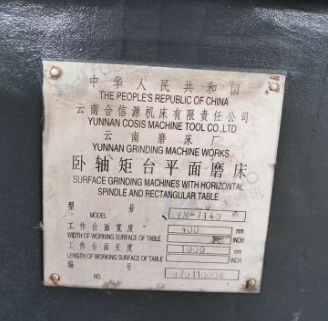 中华人民共和国
THE PEOPLE'S REPUBLIC OF CHINA
云南合信源机床有限责任公司
YUNNAN COSIS MACHINE TOOL CO.,LTD
云南磨床厂
YUNNAN GRINDING MACHINE WORKS
卧轴矩台平面磨床
SURFACE GRINDING MACHINES WITH HORIZONTAL
SPINDLE AND RECTANGULAR TABLE
型号
MODEL 7140
工作台面宽度 400 mm
WIDTH OF WORKING SURFACE OF TABLE INCH
工作台面长度 1000 mm
LENGTH OF WORKING SURFACE OF TABLE INCH
编号
NO.